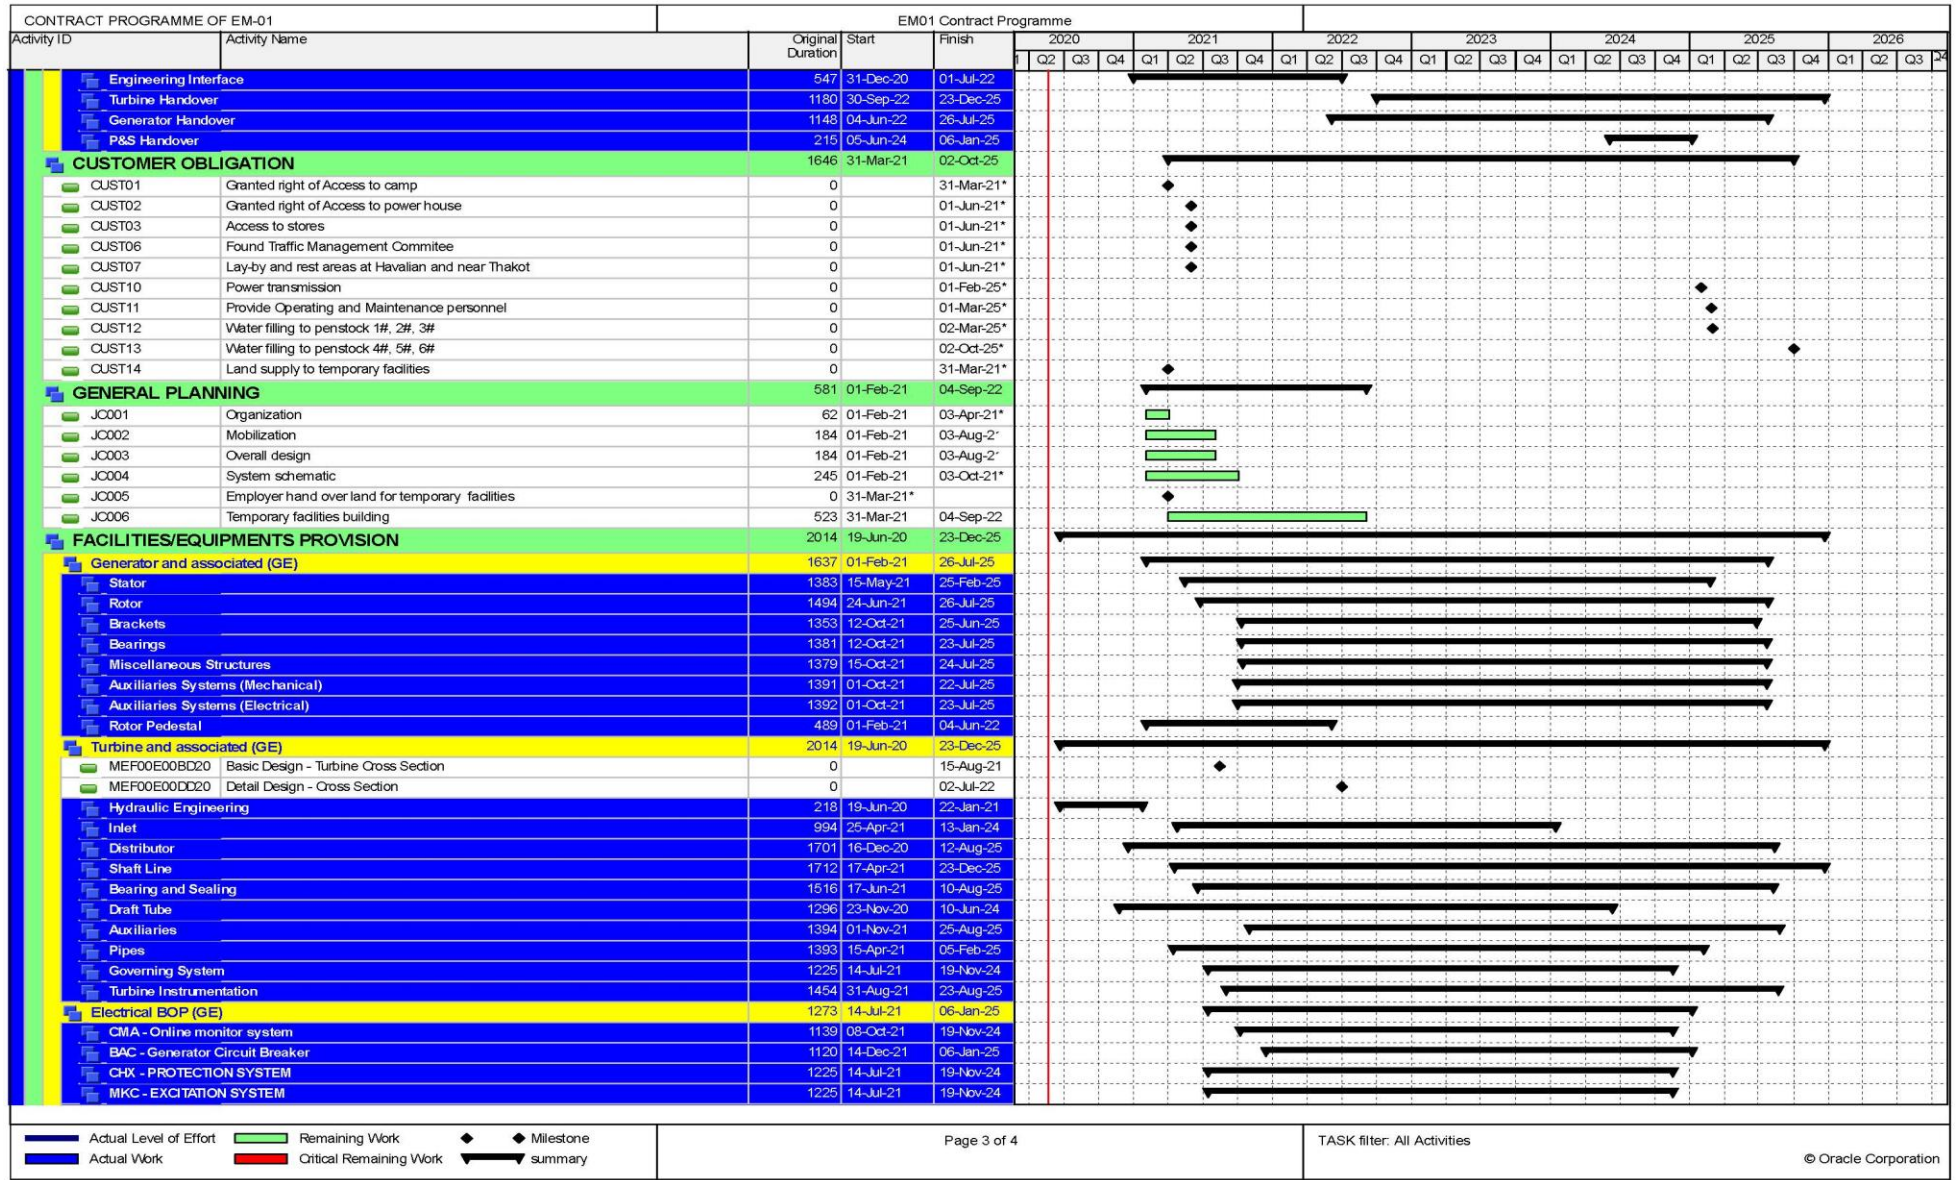 CONTRACT PROGRAMME OF EM-01 EM01 Contract Programme
Activity ID Activity Name Original Duration Start Finish 2020 2021 2022 2023 2024 2025 2026
Q2 Q3 Q4 Q1 Q2 Q3 Q4 Q1 Q2 Q3 Q4 Q1 Q2 Q3 Q4 Q1 Q2 Q3 Q4 Q1 Q2 Q3 Q4 Q1 Q2 Q3
Engineering Interface 547 31-Dec-20 01-Jul-22
Turbine Handover 1180 30-Sep-22 23-Dec-25
Generator Handover 1148 04-Jun-22 26-Jul-25
P&S Handover 215 05-Jun-24 06-Jan-25
CUSTOMER OBLIGATION 1646 31-Mar-21 02-Oct-25
CUST01 Granted right of Access to camp 0 31-Mar-21*
CUST02 Granted right of Access to power house 0 01-Jun-21*
CUST03 Access to stores 0 01-Jun-21*
CUST06 Found Traffic Management Commitee 0 01-Jun-21*
CUST07 Lay-by and rest areas at Havalian and near Thakot 0 01-Jun-21*
CUST10 Power transmission 0 01-Feb-25*
CUST11 Provide Operating and Maintenance personnel 0 01-Mar-25*
CUST12 Water filling to penstock 1#, 2#, 3# 0 02-Mar-25*
CUST13 Water filling to penstock 4#, 5#, 6# 0 02-Oct-25*
CUST14 Land supply to temporary facilities 0 31-Mar-21*
GENERAL PLANNING 581 01-Feb-21 04-Sep-22
JC001 Organization 62 01-Feb-21 03-Apr-21*
JC002 Mobilization 184 01-Feb-21 03-Aug-2
JC003 Overall design 184 01-Feb-21 03-Aug-2
JC004 System schematic 245 01-Feb-21 03-Oct-21*
JC005 Employer hand over land for temporary facilities 0 31-Mar-21*
JC006 Temporary facilities building 523 31-Mar-21 04-Sep-22
FACILITIES/EQUIPMENTS PROVISION 2014 19-Jun-20 23-Dec-25
Generator and associated (GE) 1637 01-Feb-21 26-Jul-25
Stator 1383 15-May-21 25-Feb-25
Rotor 1494 24-Jun-21 26-Jul-25
Brackets 1353 12-Oct-21 25-Jun-25
Bearings 1381 12-Oct-21 23-Jul-25
Miscellaneous Structures 1379 15-Oct-21 24-Jul-25
Auxiliaries Systems (Mechanical) 1391 01-Oct-21 22-Jul-25
Auxiliaries Systems (Electrical) 1392 01-Oct-21 23-Jul-25
Rotor Pedestal 489 01-Feb-21 04-Jun-22
Turbine and associated (GE) 2014 19-Jun-20 23-Dec-25
MEF00E00BD20 Basic Design - Turbine Cross Section 0 15-Aug-21
MEF00E00DD20 Detail Design - Cross Section 0 02-Jul-22
Hydraulic Engineering 218 19-Jun-20 22-Jan-21
Inlet 994 25-Apr-21 13-Jan-24
Distributor 1701 16-Dec-20 12-Aug-25
Shaft Line 1712 17-Apr-21 23-Dec-25
Bearing and Sealing 1516 17-Jun-21 10-Aug-25
Draft Tube 1296 23-Nov-20 10-Jun-24
Auxiliaries 1394 01-Nov-21 25-Aug-25
Pipes 1393 15-Apr-21 05-Feb-25
Governing System 1225 14-Jul-21 19-Nov-24
Turbine Instrumentation 1454 31-Aug-21 23-Aug-25
Electrical BOP (GE) 1273 14-Jul-21 06-Jan-25
CMA - Online monitor system 1139 08-Oct-21 19-Nov-24
BAC - Generator Circuit Breaker 1120 14-Dec-21 06-Jan-25
CHX - PROTECTION SYSTEM 1225 14-Jul-21 19-Nov-24
MKC - EXCITATION SYSTEM 1225 14-Jul-21 19-Nov-24
Actual Level of Effort Remaining Work Milestone Page 3 of 4 TASK filter: All Activities
Actual Work Critical Remaining Work summary
© Oracle Corporation